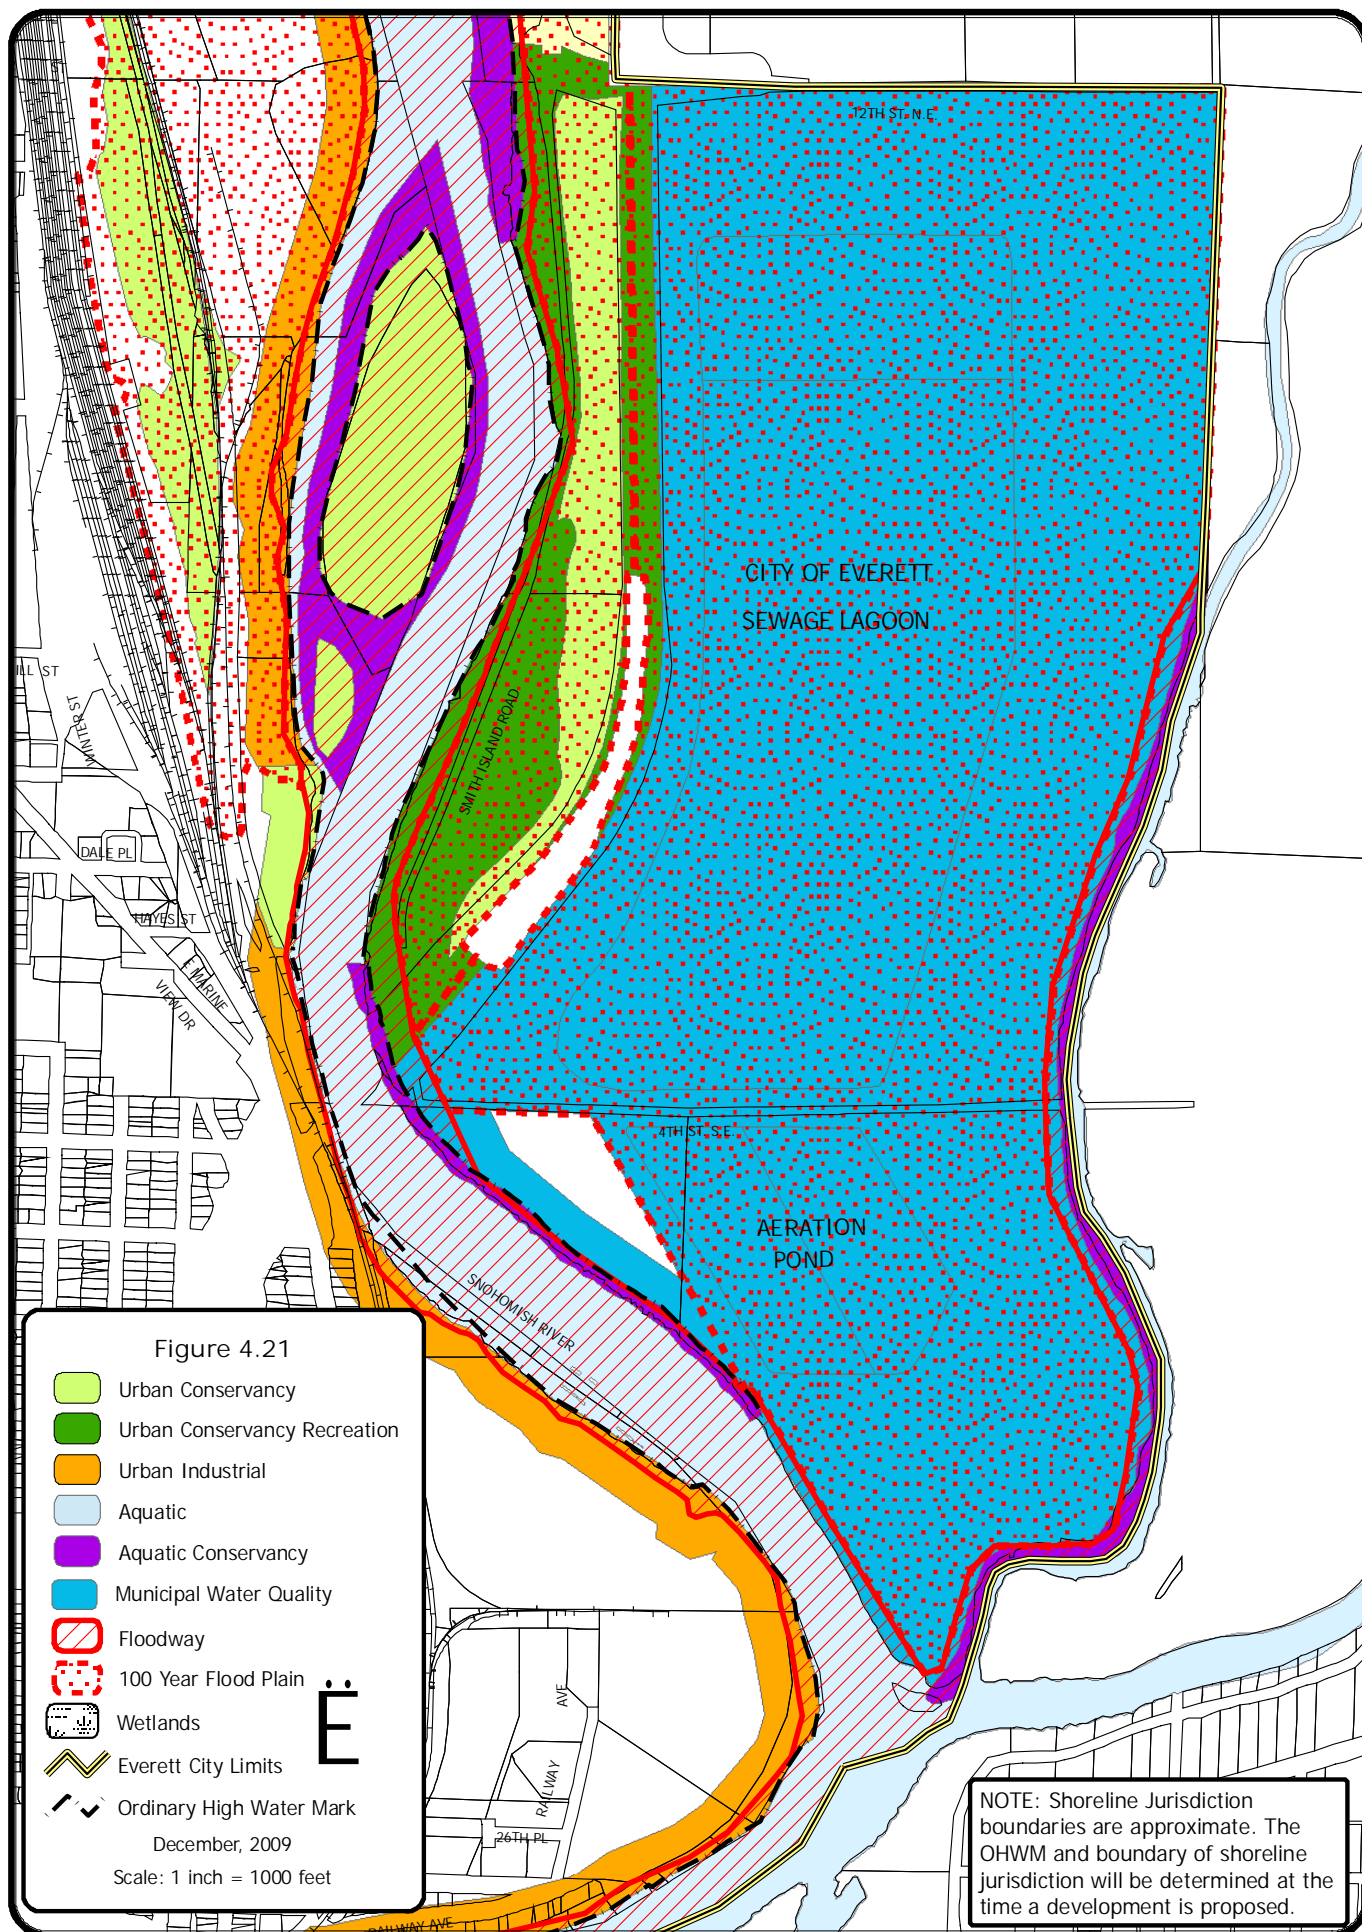 12TH ST. N.E.
CITY OF EVERETT
SEWAGE LAGOON
ILL ST
WINTER ST
SMITH ISLAND ROAD
DALE PL
HAYES ST
E MARINE
VIEW DR
4TH ST. S.E.
AERATION
POND
SNOHOMISH RIVER
Figure 4.21
Urban Conservancy
Urban Conservancy Recreation
Urban Industrial
Aquatic
Aquatic Conservancy
Municipal Water Quality
Floodway
100 Year Flood Plain
Wetlands
Ë
Everett City Limits
Ordinary High Water Mark
December, 2009
Scale: 1 inch = 1000 feet
RAILWAY AVE
26TH PL
RAILWAY AVE
NOTE: Shoreline Jurisdiction
boundaries are approximate. The
OHWM and boundary of shoreline
jurisdiction will be determined at the
time a development is proposed.